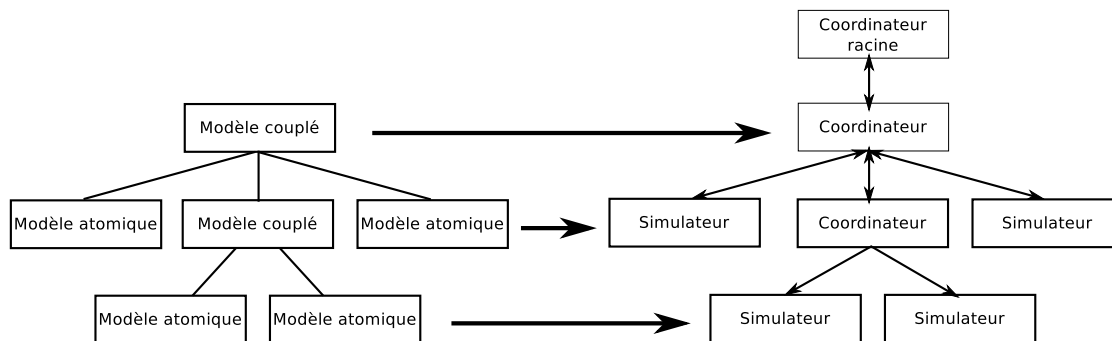 Coordinateur
racine
Modèle couplé
Coordinateur
Modèle atomique
Modèle couplé
Modèle atomique
Simulateur
Coordinateur
Simulateur
Modèle atomique
Modèle atomique
Simulateur
Simulateur